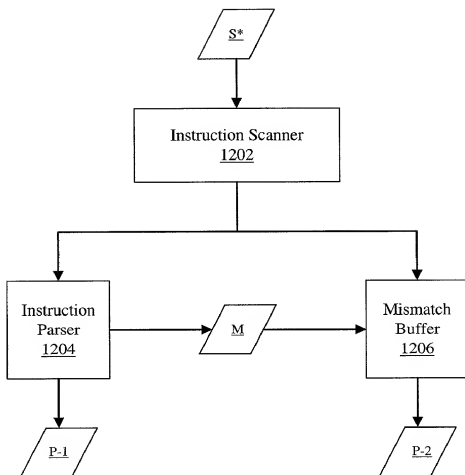 S*
Instruction Scanner
1202
Instruction
Parser
1204
M
Mismatch
Buffer
1206
P-1
P-2